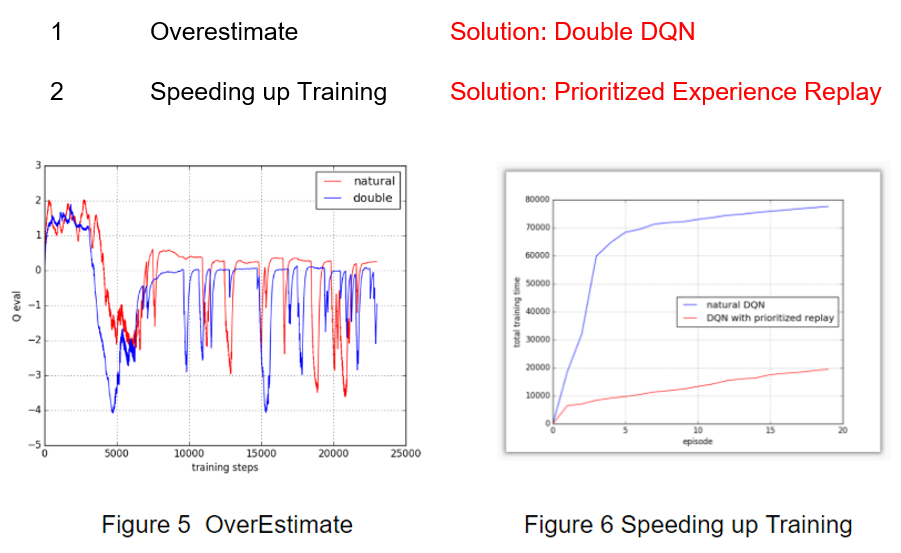 1 Overestimate Solution: Double DQN
2 Speeding up Training Solution: Prioritized Experience Replay
3
2
1
0
−1
−2
−3
−4
−5
Q eval
natural
double
0 5000 10000 15000 20000 25000
training steps
80000
70000
60000
50000
40000
30000
20000
10000
0
total training time
natural DQN
DQN with prioritized replay
0 5 10 15 20
episode
Figure 5 OverEstimate
Figure 6 Speeding up Training